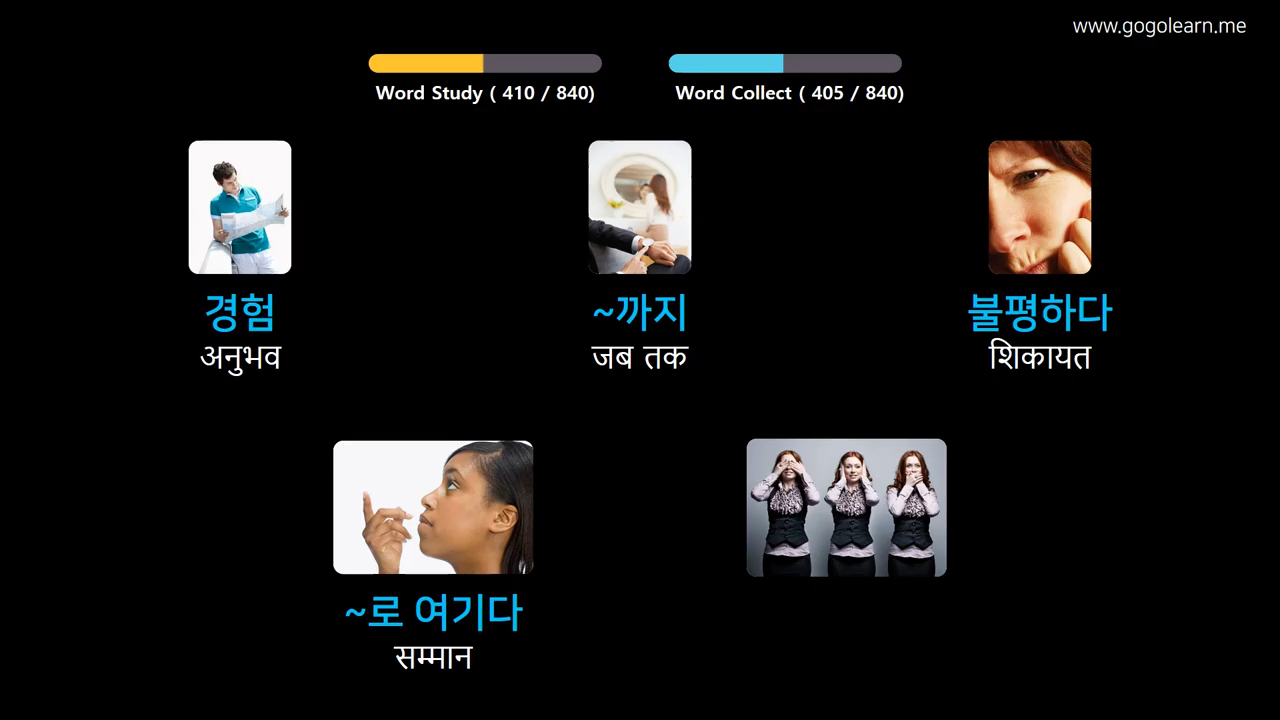 www.gogolearn.me
Word Study ( 410 / 840)
Word Collect ( 405 / 840)
경험
अनुभव
~까지
जब तक
불평하다
शिकायत
~로 여기다
सम्मान